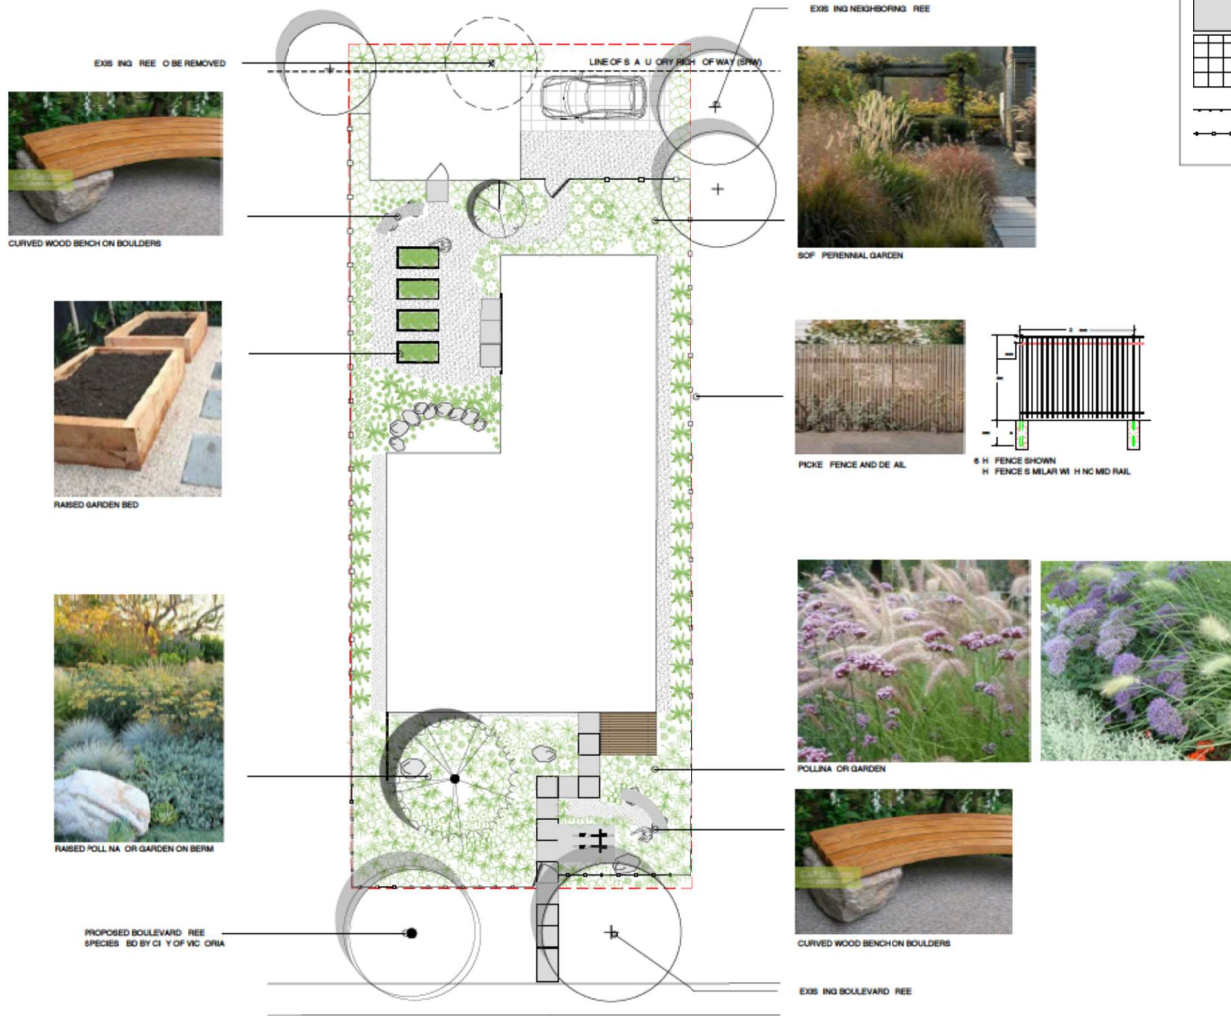 EXIS ING NEIGHBORING REE
EXIS ING REE O BE REMOVED
LINE OF S A U ORY RIGH OF WAY (SRW)
CURVED WOOD BENCH ON BOULDERS
SOF PERENNIAL GARDEN
RAISED GARDEN BED
PICKE FENCE AND DE AIL
6 H FENCE SHOWN
H FENCE S MILAR WI H NO MID RAIL
RAISED POLL NA OR GARDEN ON BERM
POLLINA OR GARDEN
PROPOSED BOULEVARD REE
SPECIES BD BY CI Y OF VIC ORIA
CURVED WOOD BENCH ON BOULDERS
EXIS ING BOULEVARD REE